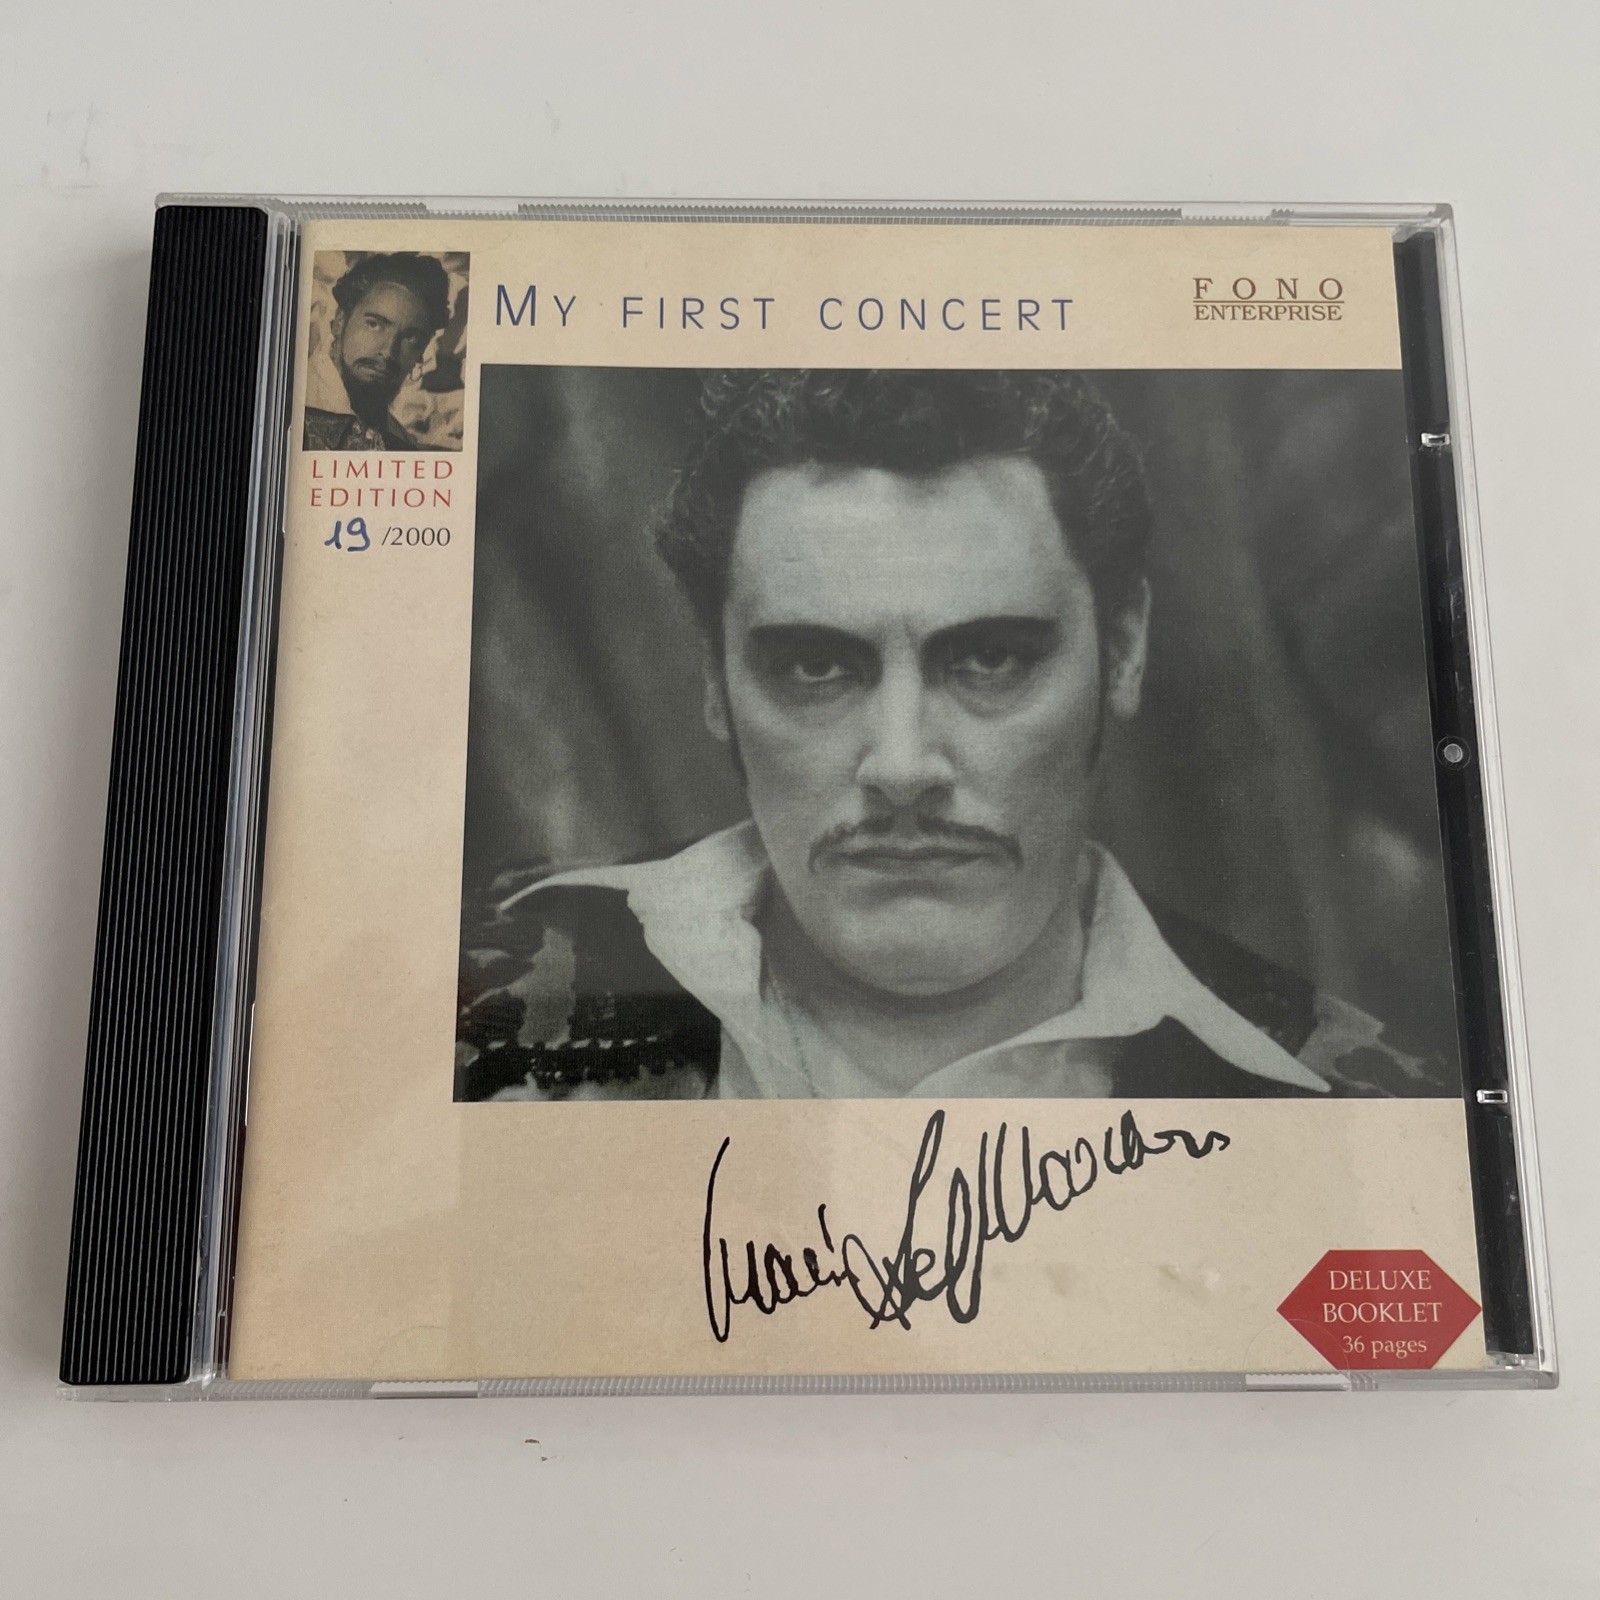 My first concert
FONO
ENTERPRISE
LIMITED
EDITION
19 /2000
DELUXE
BOOKLET
36 pages